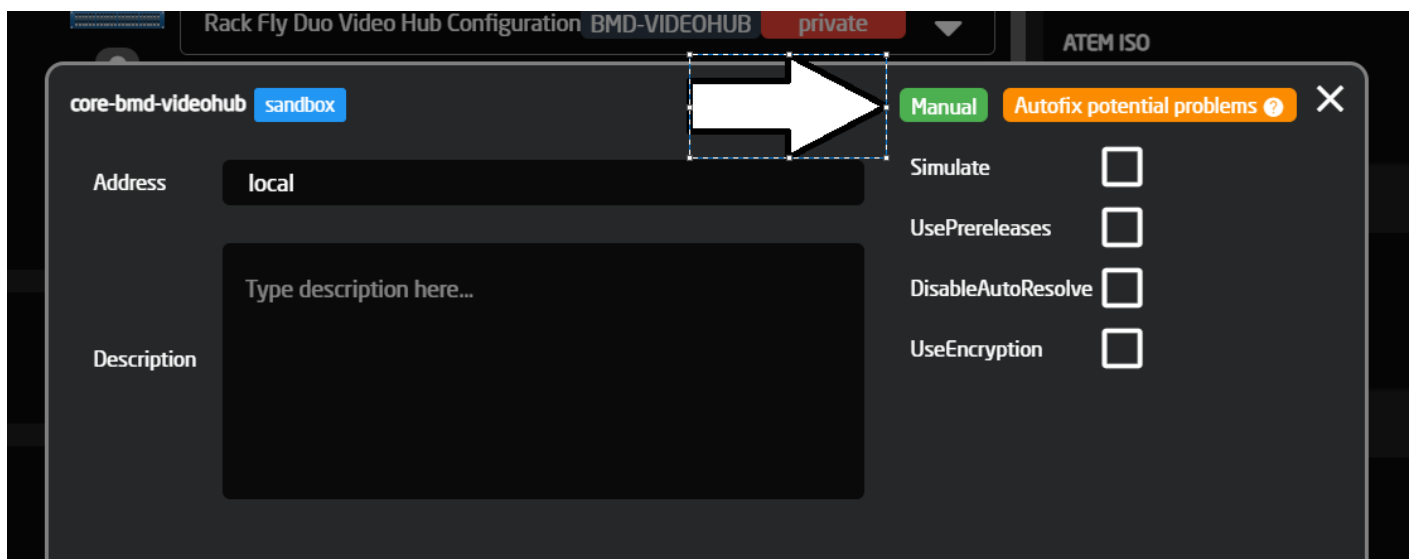 Rack Fly Duo Video Hub Configuration BMD-VIDEOHUB private
ATEM ISO
core-bmd-videohub sandbox
Manual Autofix potential problems ?
Address local
Simulate
UsePrereleases
DisableAutoResolve
UseEncryption
Description Type description here...